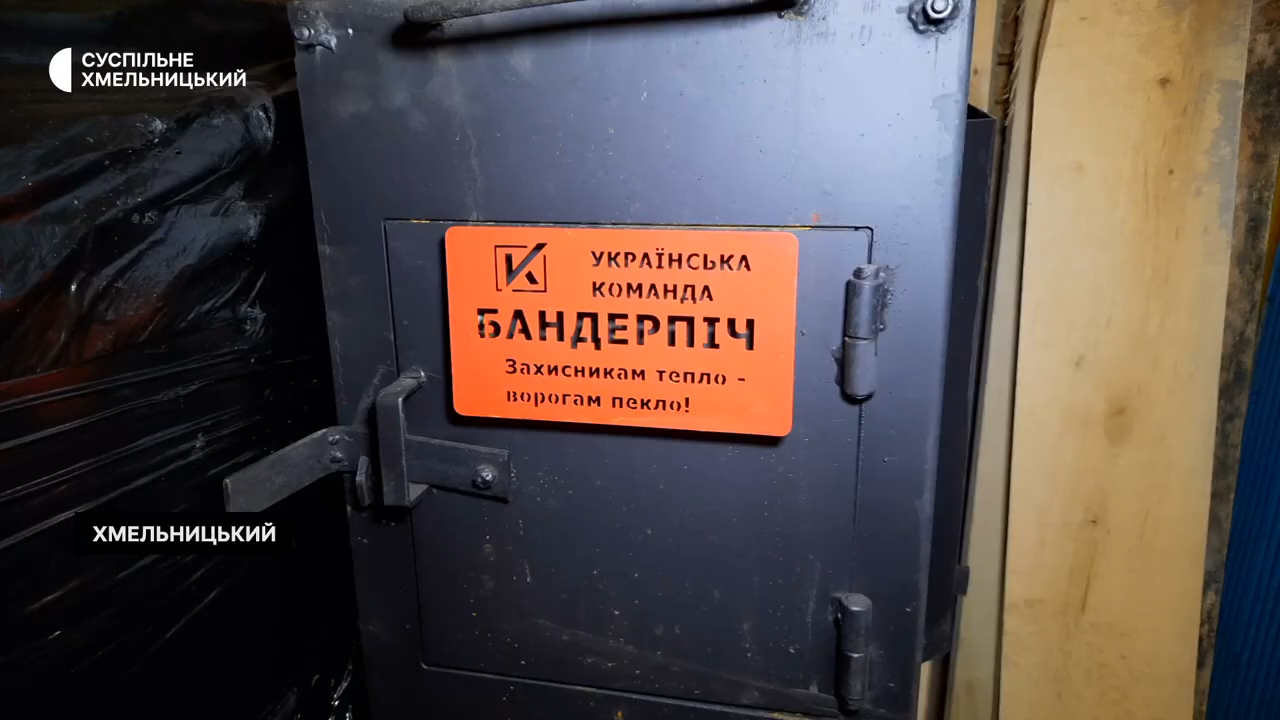 СУСПІЛЬНЕ
ХМЕЛЬНИЦЬКИЙ
УКРАЇНСЬКА
КОМАНДА
БАНДЕРПІЧ
Захисникам тепло -
ворогам пекло!
ХМЕЛЬНИЦЬКИЙ